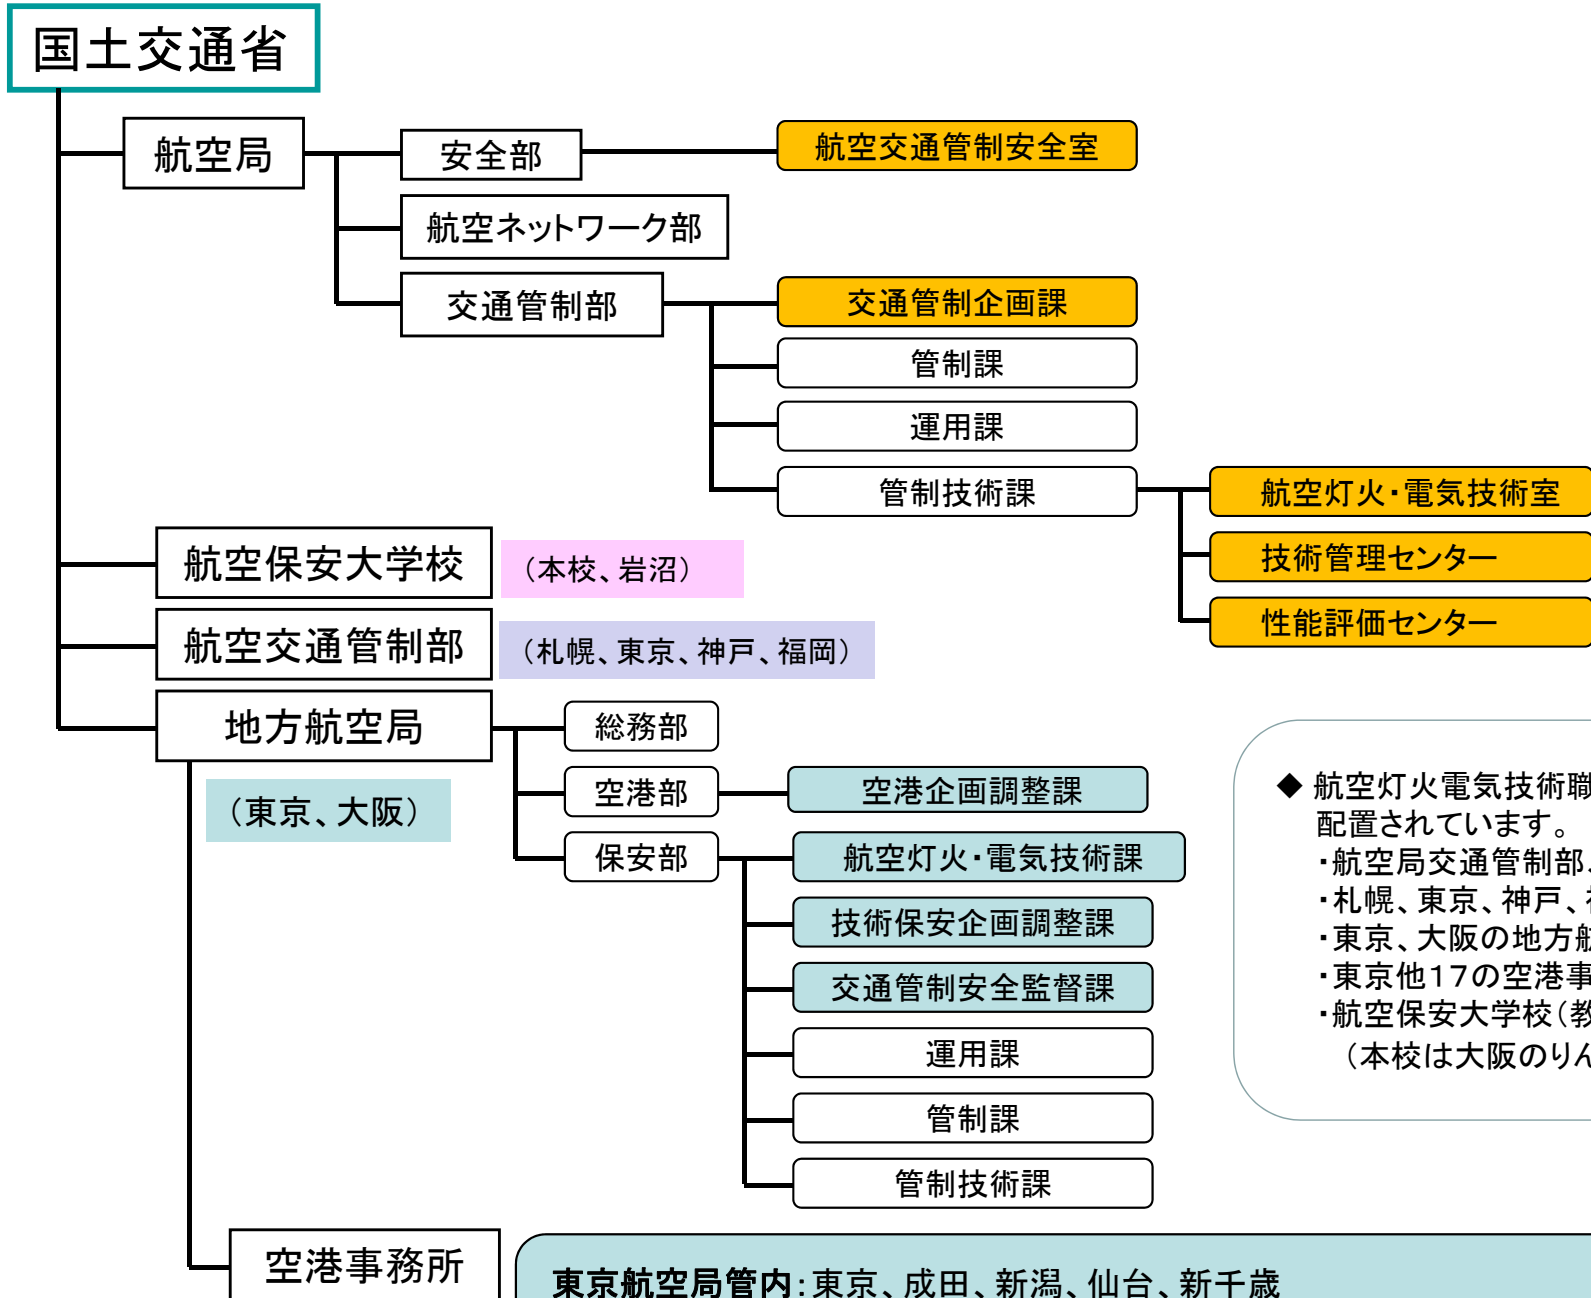 国土交通省
航空局
安全部
航空交通管制安全室
航空ネットワーク部
交通管制部
交通管制企画課
管制課
運用課
管制技術課
航空灯火・電気技術室
技術管理センター
性能評価センター
航空保安大学校
（本校、岩沼）
航空交通管制部
（札幌、東京、神戸、福岡）
地方航空局
（東京、大阪）
総務部
空港部
空港企画調整課
保安部
航空灯火・電気技術課
技術保安企画調整課
交通管制安全監督課
運用課
管制課
管制技術課
◆ 航空灯火電気技術職
配置されています。
・航空局交通管制部
・札幌、東京、神戸、
・東京、大阪の地方航
・東京他17の空港事
・航空保安大学校（教
（本校は大阪のりん
空港事務所
東京航空局管内：東京、成田、新潟、仙台、新千歳